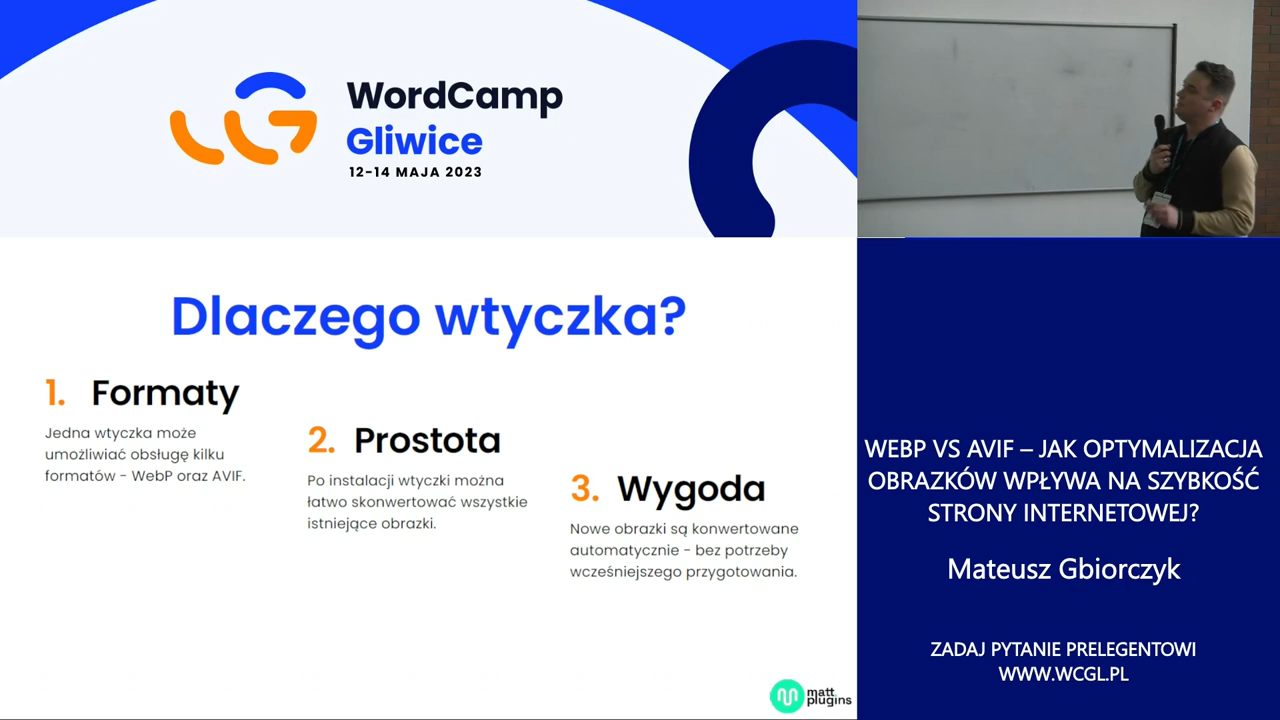 WordCamp
Gliwice
12-14 MAJA 2023
Dlaczego wtyczka?
1. Formaty
Jedna wtyczka może
umożliwiać obsługę kilku
formatów - WebP oraz AVIF.
2. Prostota
Po instalacji wtyczki można
łatwo skonwertować wszystkie
istniejące obrazki.
3. Wygoda
Nowe obrazki są konwertowane
automatycznie - bez potrzeby
wcześniejszego przygotowania.
matt
plugins
WEBP VS AVIF – JAK OPTYMALIZACJA
OBRAZKÓW WPŁYWA NA SZYBKOŚĆ
STRONY INTERNETOWEJ?
Mateusz Gbiorczyk
ZADAJ PYTANIE PRELEGENTOWI
WWW.WCGL.PL